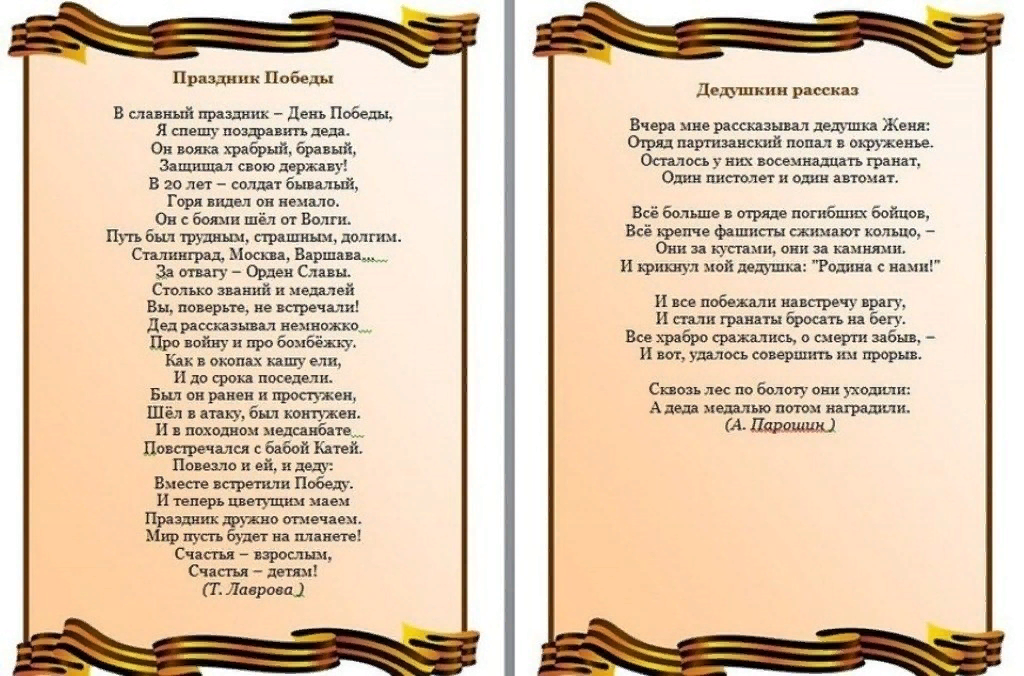 Праздник Победы
В славный праздник – День Победы,
Я спешу поздравить деда.
Он вояка храбрый, бравый,
Защищал свою державу!
В 20 лет – солдат бывалый,
Горя видел он немало.
Он с боями шёл от Волги.
Путь был трудным, страшным, долгим.
Сталинград, Москва, Варшава...
За отвагу – Орден Славы.
Столько званий и медалей
Вы, поверьте, не встречали!
Дед рассказывал немножко
Про войну и про бомбёжку.
Как в окопах кашу ели,
И до срока поседели.
Был он ранен и простужен,
Шёл в атаку, был контужен.
И в походном медсанбате
Повстречался с бабой Катей.
Повезло и ей, и деду:
Вместе встретили Победу.
И теперь цветущим маем
Праздник дружно отмечаем.
Мир пусть будет на планете!
Счастья – взрослым,
Счастья – детям!
(Т. Лаврова )
Дедушкин рассказ
Вчера мне рассказывал дедушка Женя:
Отряд партизанский попал в окруженье.
Осталось у них восемнадцать гранат,
Один пистолет и один автомат.
Всё больше в отряде погибших бойцов,
Всё крепче фашисты сжимают кольцо, –
Они за кустами, они за камнями.
И крикнул мой дедушка: "Родина с нами!"
И все побежали навстречу врагу,
И стали гранаты бросать на бегу.
Все храбро сражались, о смерти забыв, –
И вот, удалось совершить им прорыв.
Сквозь лес по болоту они уходили:
А деда медалью потом наградили.
(А. Парошин )